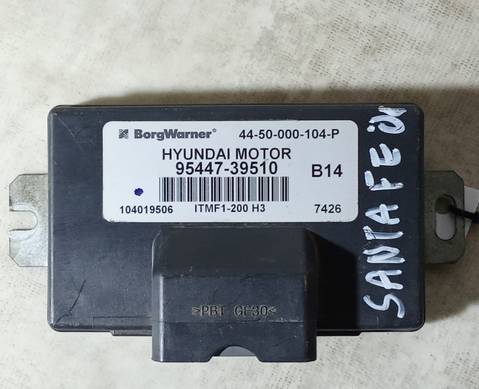 BorgWarner 44-50-000-104-P
HYUNDAI MOTOR
95447-39510 B14
104019506 ITMF1-200 H3 7426
>PBT GF30<
SANTA FE